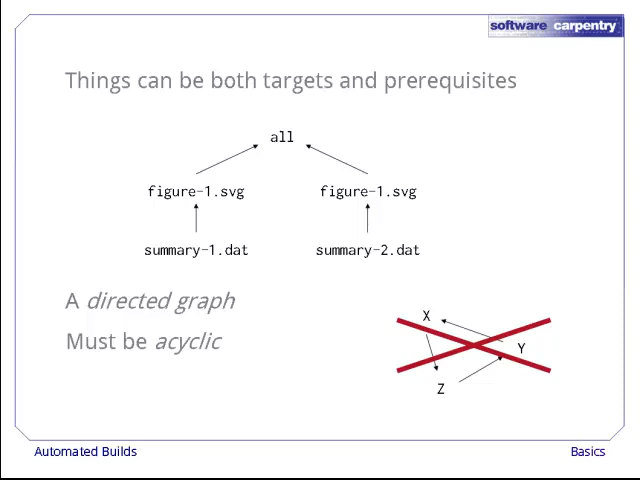 software carpentry
Things can be both targets and prerequisites
all
figure-1.svg figure-1.svg
summary-1.dat summary-2.dat
A directed graph
Must be acyclic
X
Y
Z
Automated Builds
Basics